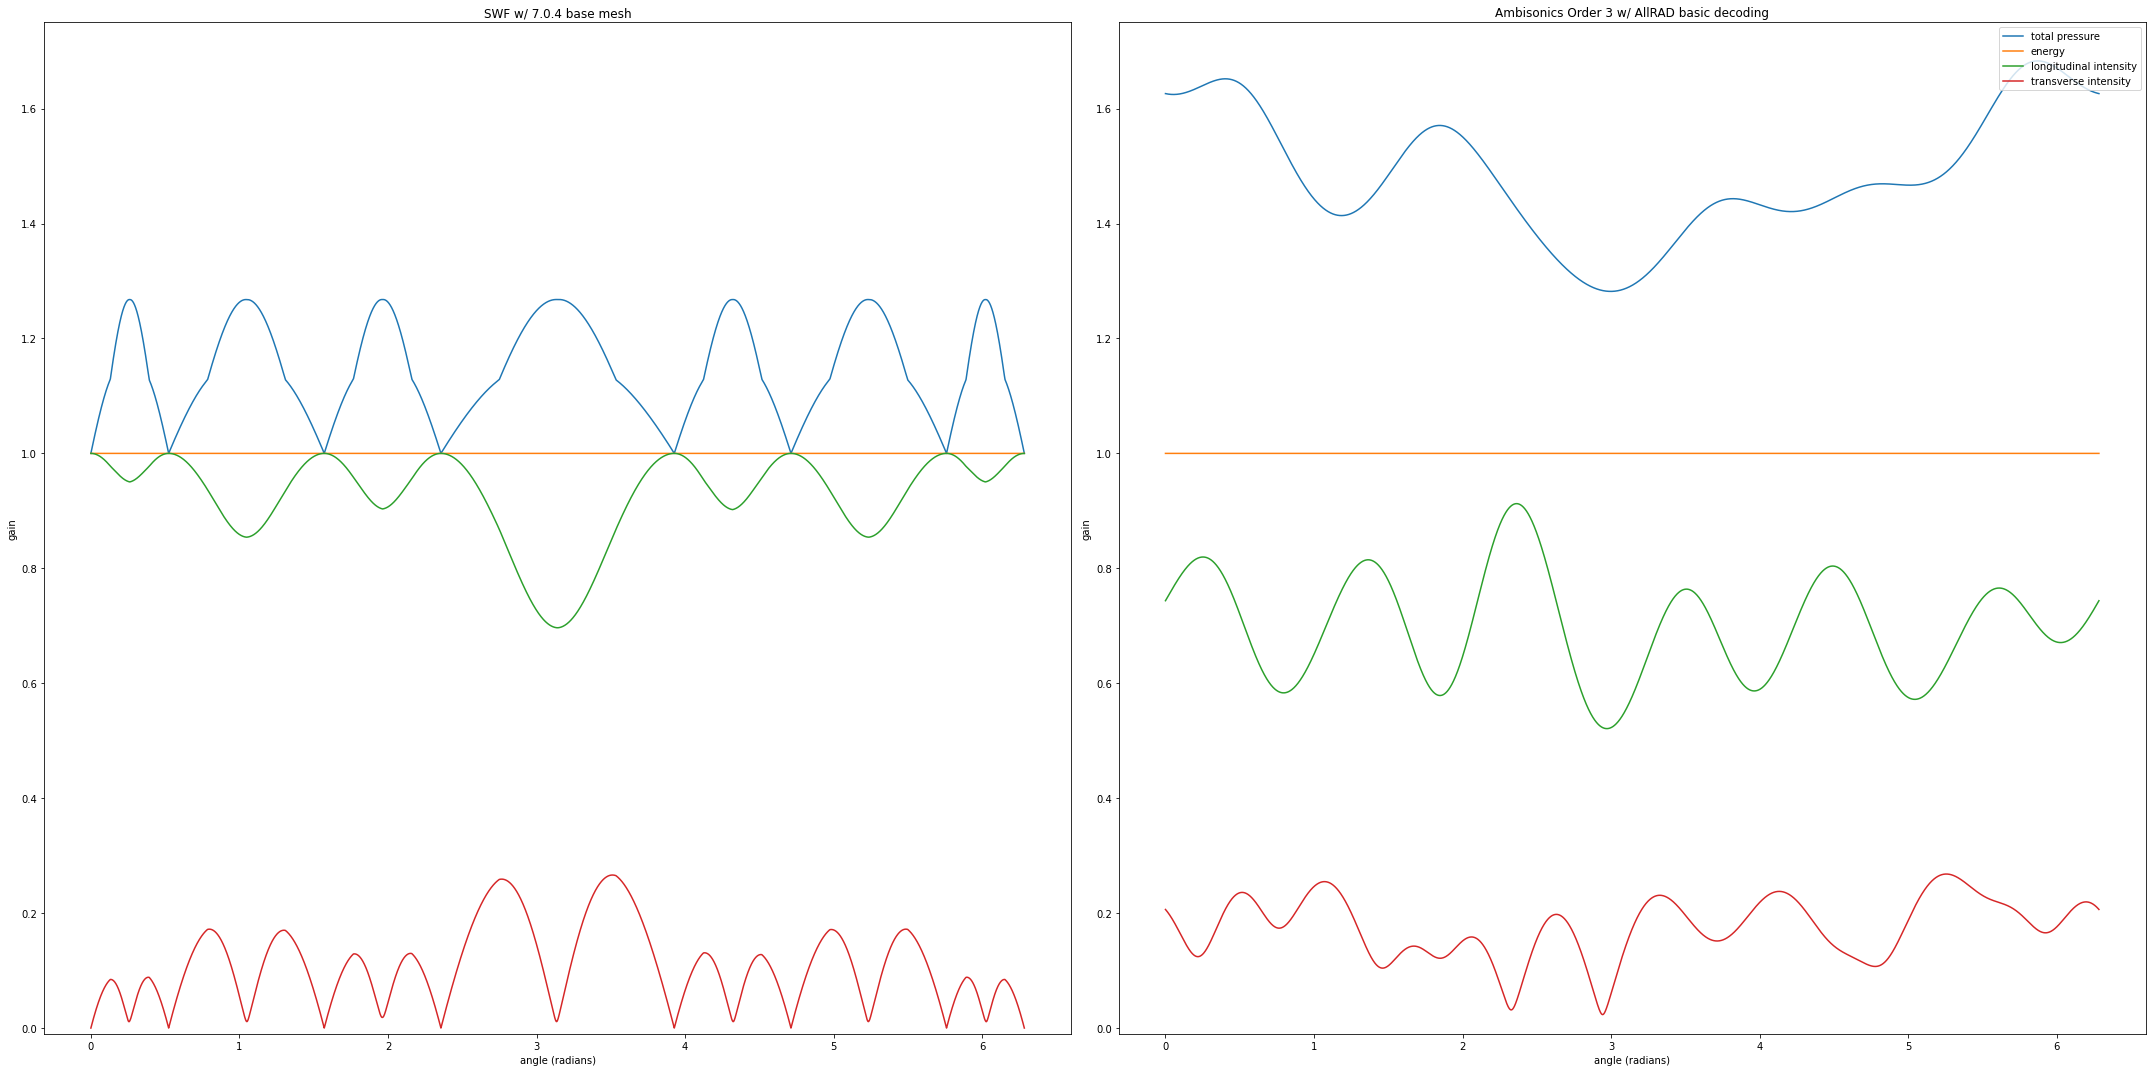 SWF w/ 7.0.4 base mesh
gain
1.6
1.4
1.2
1.0
0.8
0.6
0.4
0.2
0.0
0 1 2 3 4 5 6
angle (radians)
Ambisonics Order 3 w/ AllRAD basic decoding
total pressure
energy
longitudinal intensity
transverse intensity
gain
1.6
1.4
1.2
1.0
0.8
0.6
0.4
0.2
0.0
0 1 2 3 4 5 6
angle (radians)